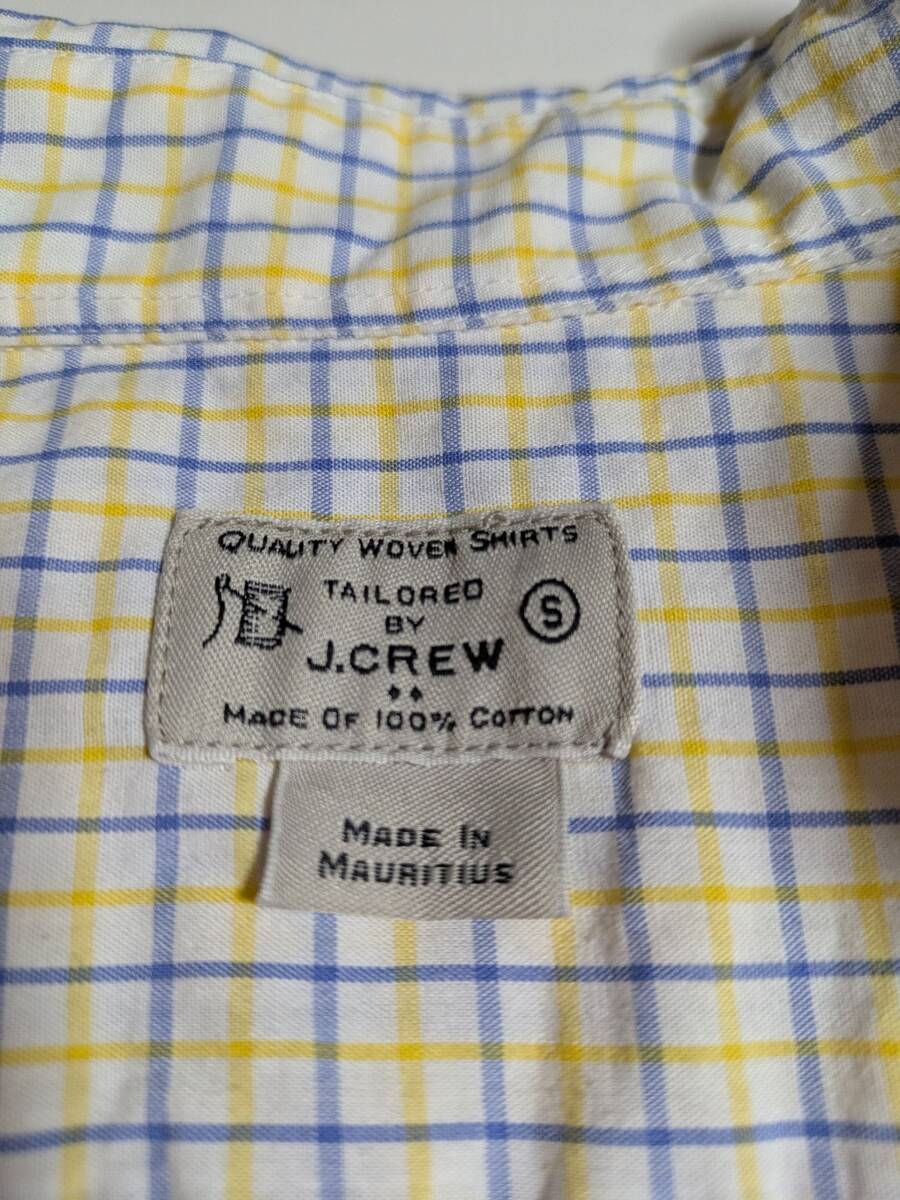 QUALITY WOVEN SHIRTS
TAILORED
BY
S
J.CREW
MADE OF 100% COTTON
MADE IN
MAURITIUS